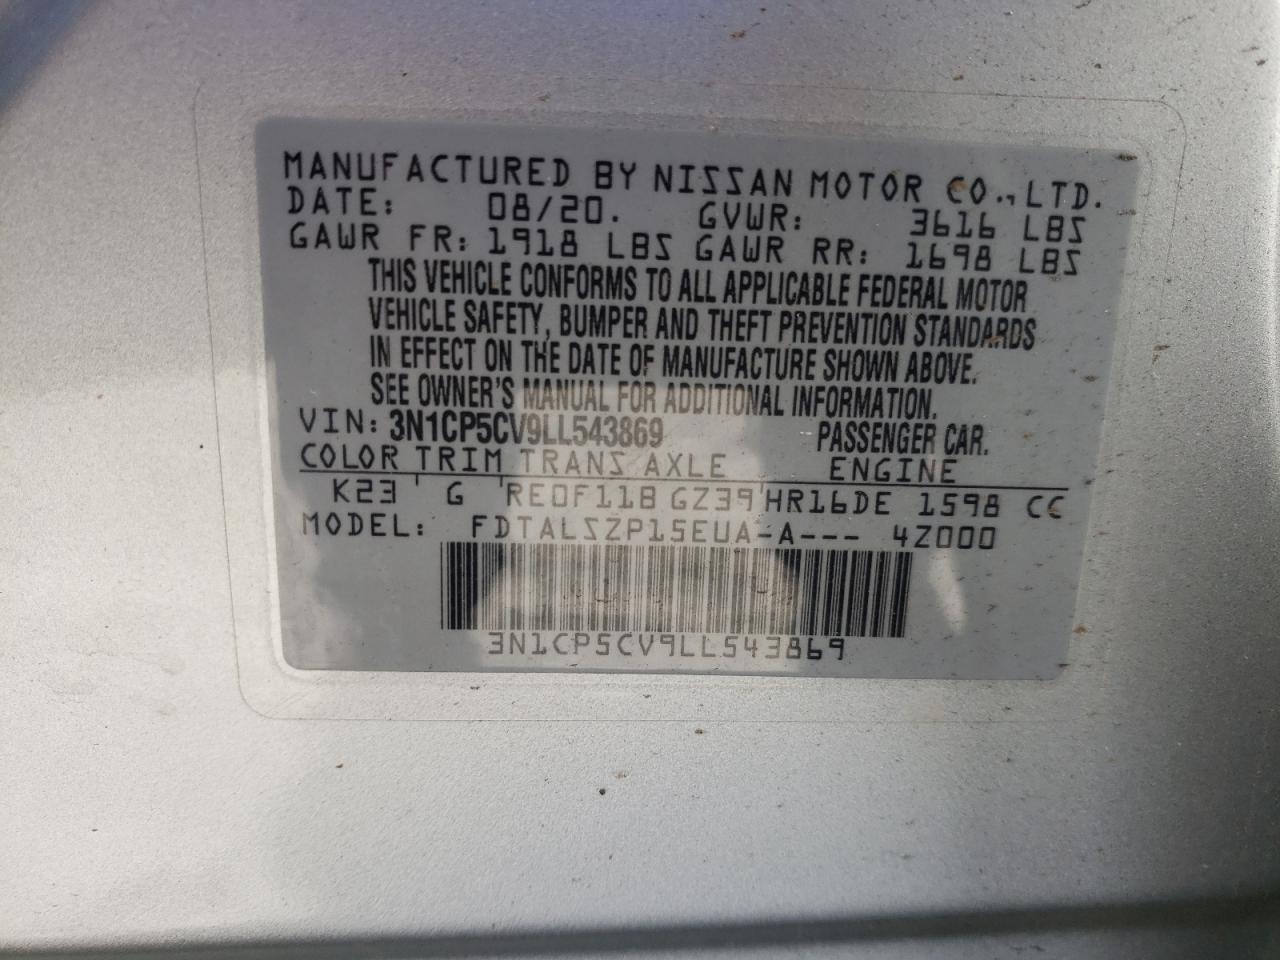 MANUFACTURED BY NISSAN MOTOR CO., LTD.
DATE: 08/20. GVWR: 3616 LBS
GAWR FR: 1918 LBS GAWR RR: 1698 LBS
THIS VEHICLE CONFORMS TO ALL APPLICABLE FEDERAL MOTOR
VEHICLE SAFETY, BUMPER AND THEFT PREVENTION STANDARDS
IN EFFECT ON THE DATE OF MANUFACTURE SHOWN ABOVE.
SEE OWNER'S MANUAL FOR ADDITIONAL INFORMATION.
VIN: 3N1CP5CV9LL543869 PASSENGER CAR.
COLOR TRIM TRANS AXLE ENGINE
K23 ' G 'RE0F11B GZ39'HR16DE 1598 CC
MODEL: FDTALSZP15EUA-A--- 4Z000
3N1CP5CV9LL543869